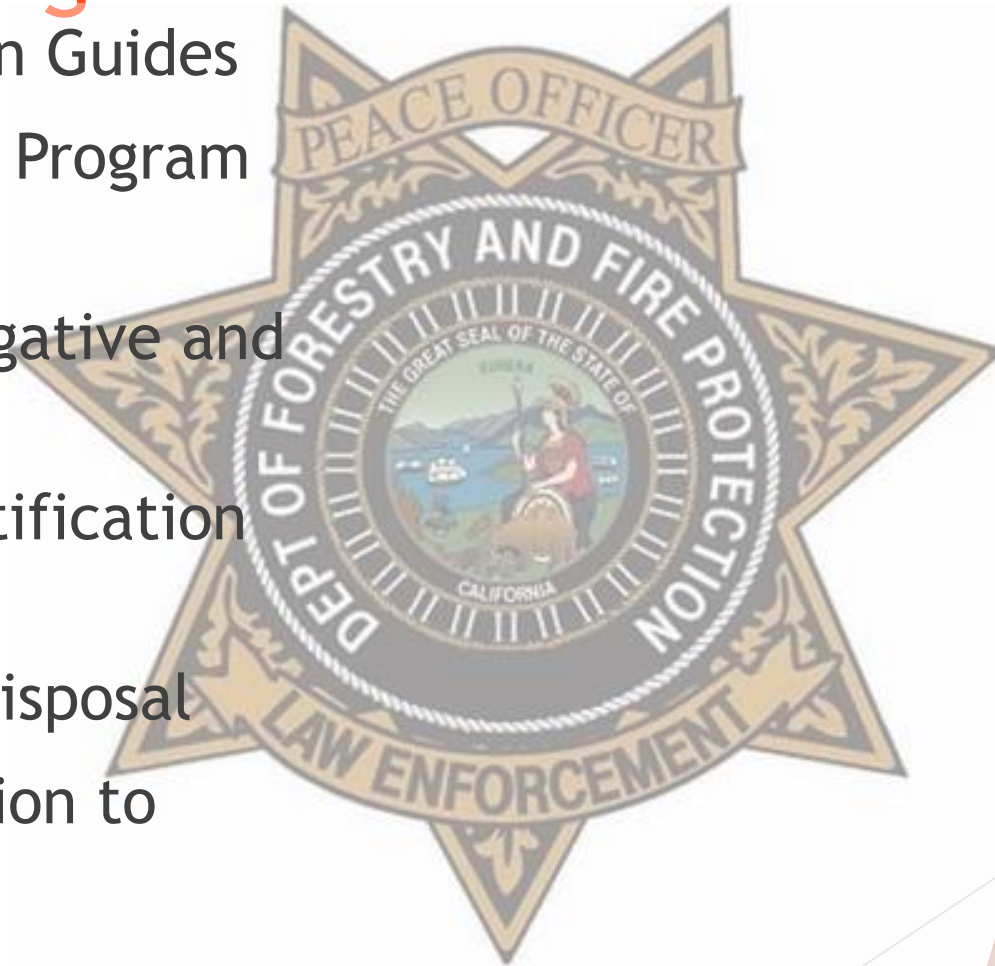 n Guides
Program
gative and
tification
isposal
ion to
PEACE OFFICER
DEPT OF FORESTRY AND FIRE PROTECTION
THE GREAT SEAL OF THE STATE OF
EUREKA
CALIFORNIA
LAW ENFORCEMENT